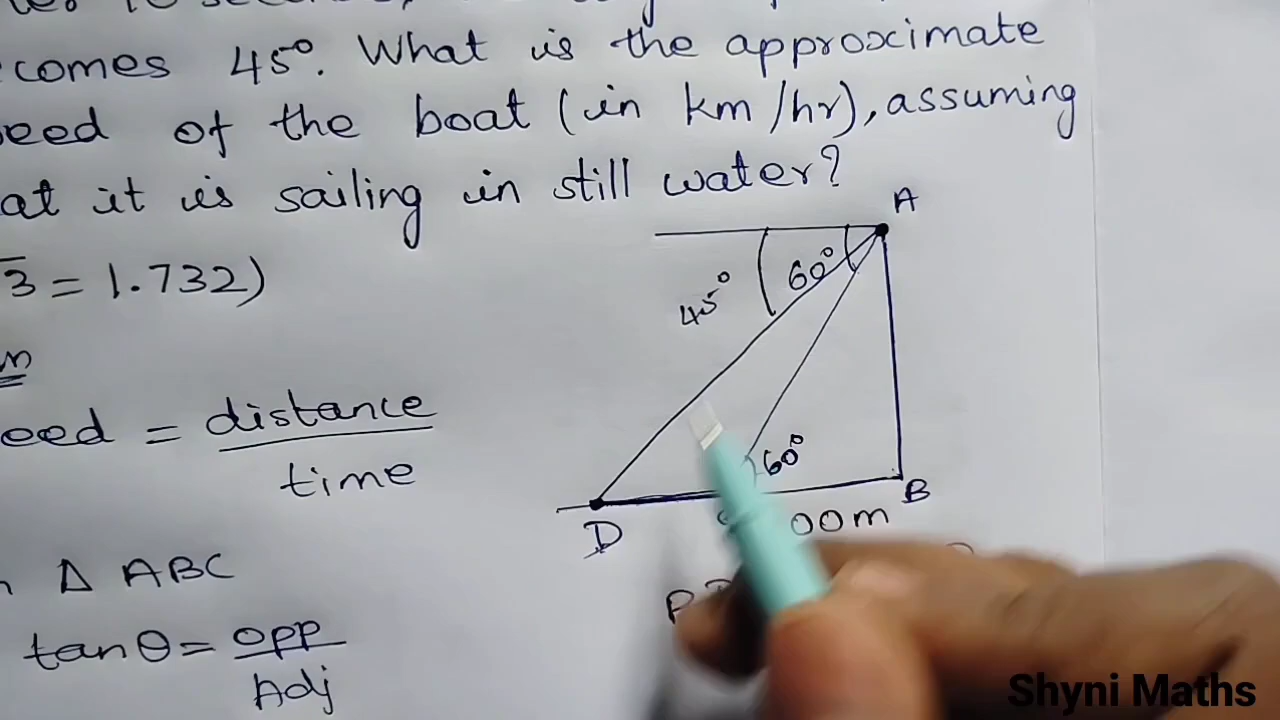 comes 45°. What is the approximate
eed of the boat (in km/hr), assuming
at it is sailing in still water?
3 = 1.732)
A
60°
45°
n
eed = distance
time
60°
B
00m
D
Δ ABC
tanθ = opp
Adj
Shyni Maths